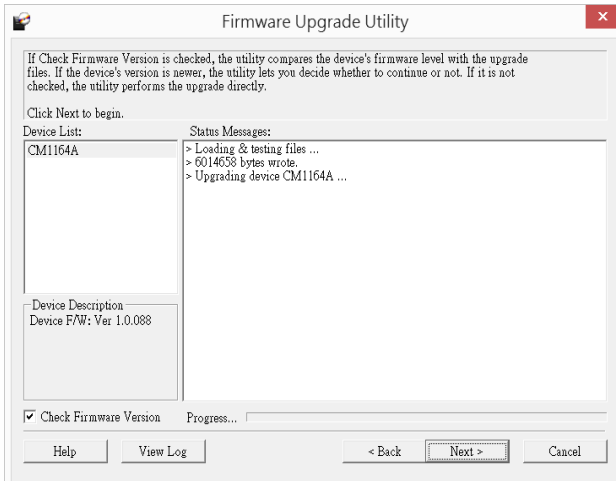 Firmware Upgrade Utility
If Check Firmware Version is checked, the utility compares the device's firmware level with the upgrade
files. If the device's version is newer, the utility lets you decide whether to continue or not. If it is not
checked, the utility performs the upgrade directly.
Click Next to begin.
Device List:
CM1164A
Status Messages:
> Loading & testing files ...
> 6014658 bytes wrote.
> Upgrading device CM1164A ...
Device Description
Device F/W: Ver 1.0.088
Check Firmware Version
Progress...
Help
View Log
< Back
Next >
Cancel